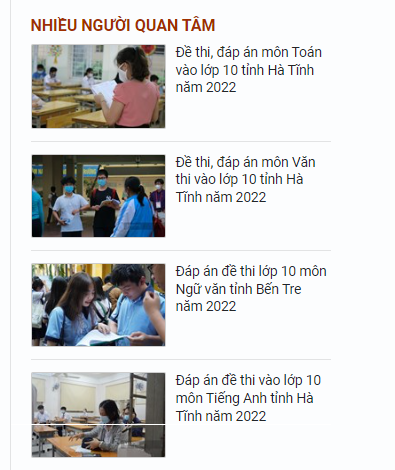 NHIỀU NGƯỜI QUAN TÂM
Đề thi, đáp án môn Toán
vào lớp 10 tỉnh Hà Tĩnh
năm 2022
Đề thi, đáp án môn Văn
thi vào lớp 10 tỉnh Hà
Tĩnh năm 2022
Đáp án đề thi lớp 10 môn
Ngữ văn tỉnh Bến Tre
năm 2022
Đáp án đề thi vào lớp 10
môn Tiếng Anh tỉnh Hà
Tĩnh năm 2022